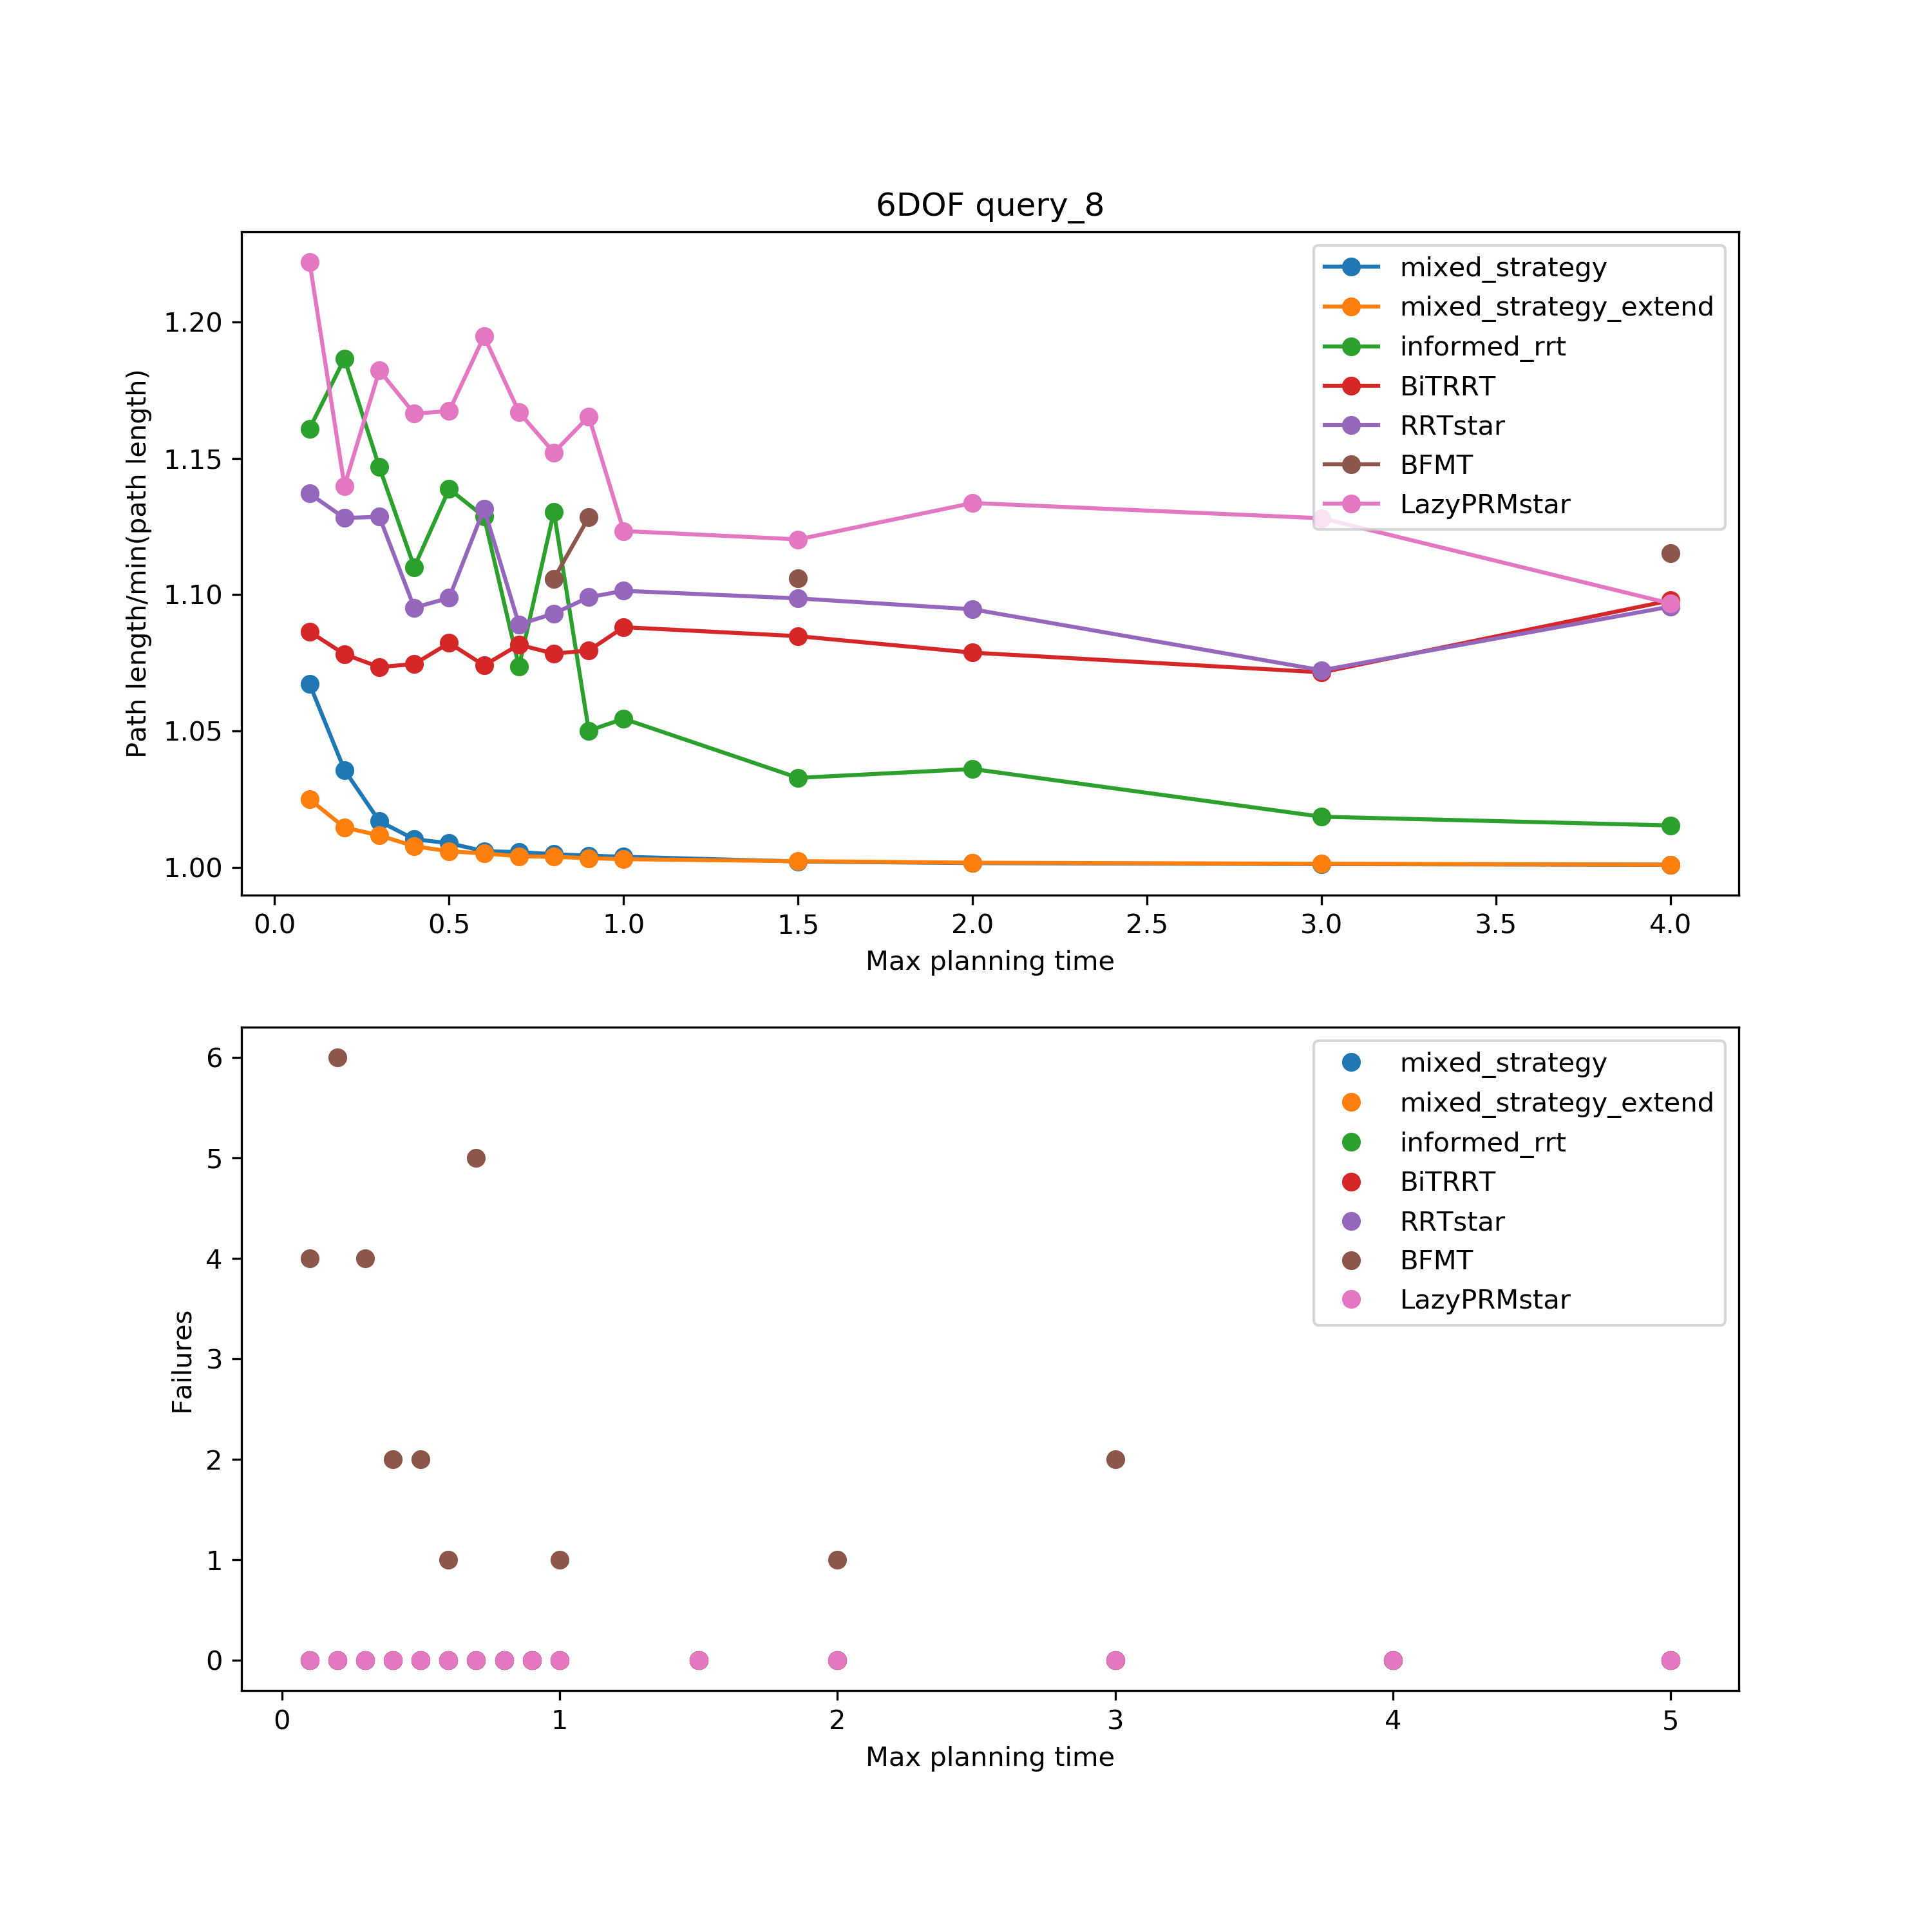 6DOF query_8
Path length/min(path length)
1.20
1.15
1.10
1.05
1.00
mixed_strategy
mixed_strategy_extend
informed_rrt
BiTRRT
RRTstar
BFMT
LazyPRMstar
0.0 0.5 1.0 1.5 2.0 2.5 3.0 3.5 4.0
Max planning time
Failures
6
5
4
3
2
1
0
mixed_strategy
mixed_strategy_extend
informed_rrt
BiTRRT
RRTstar
BFMT
LazyPRMstar
0 1 2 3 4 5
Max planning time